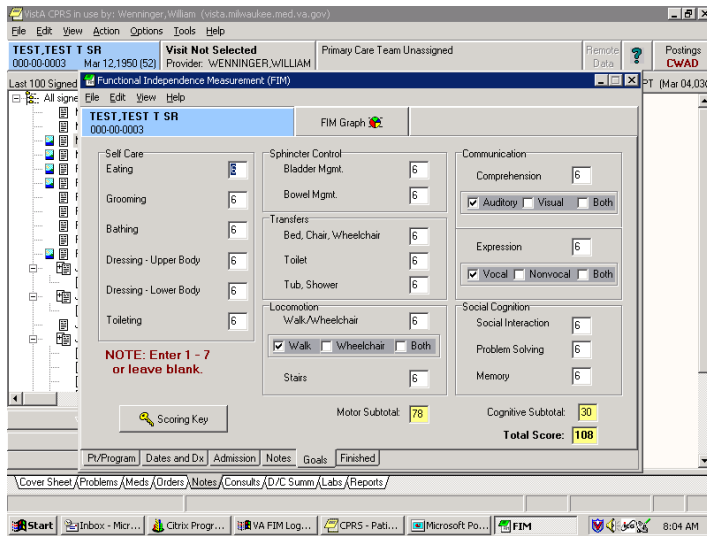 VistA CPRS in use by: Wenninger,William (vista.milwaukee.med.va.gov)
File Edit View Action Options Tools Help
TEST,TEST T SR Visit Not Selected Primary Care Team Unassigned Remote Data ? Postings
000-00-0003 Mar 12,1950 (52) Provider: WENNINGER,WILLIAM CWAD
Last 100 Signed
PT (Mar 04,03
All signe
Functional Independence Measurement (FIM)
File Edit View Help
TEST,TEST T SR
000-00-0003
FIM Graph
Self Care
Eating 6
Grooming 6
Bathing 6
Dressing - Upper Body 6
Dressing - Lower Body 6
Toileting 6
NOTE: Enter 1 - 7
or leave blank.
Scoring Key
Sphincter Control
Bladder Mgmt. 6
Bowel Mgmt. 6
Transfers
Bed, Chair, Wheelchair 6
Toilet 6
Tub, Shower 6
Locomotion
Walk/Wheelchair 6
Walk Wheelchair Both
Stairs 6
Motor Subtotal: 78
Communication
Comprehension 6
Auditory Visual Both
Expression 6
Vocal Nonvocal Both
Social Cognition
Social Interaction 6
Problem Solving 6
Memory 6
Cognitive Subtotal: 30
Total Score: 108
Pt/Program Dates and Dx Admission Notes Goals Finished
Cover Sheet Problems Meds Orders Notes Consults D/C Summ Labs Reports
Start Inbox - Micr... Citrix Progr... VA FIM Log... CPRS - Pati... Microsoft Po... FIM 8:04 AM